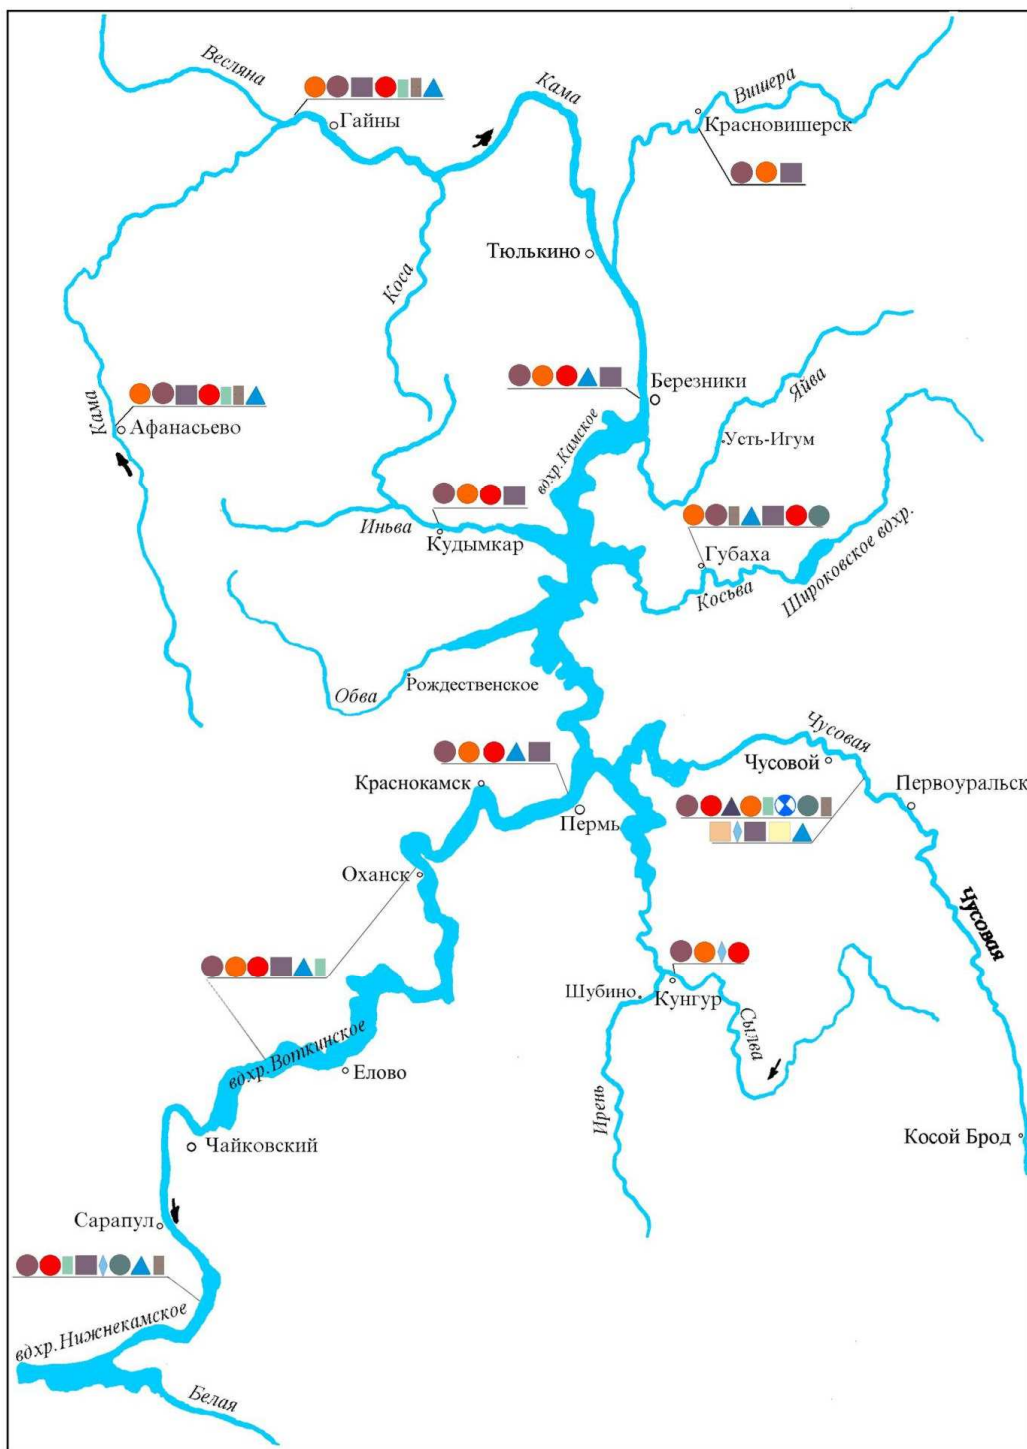 Весляна
Кама
Вишера
Гайны
Красновишерск
Тюлькино
Коса
Березники
Яйва
Кама
Афанасьево
вдхр.Камское
Усть-Игум
Иньва
Кудымкар
Губаха
Косьва
Широковское вдхр.
Рождественское
Обва
Чусовая
Чусовой
Краснокамск
Первоуральск
Пермь
Оханск
Чусовая
Шубино
Кунгур
Сылва
вдхр.Воткинское
Елово
Ирень
Чайковский
Косой Брод
Сарапул
вдхр.Нижнекамское
Белая